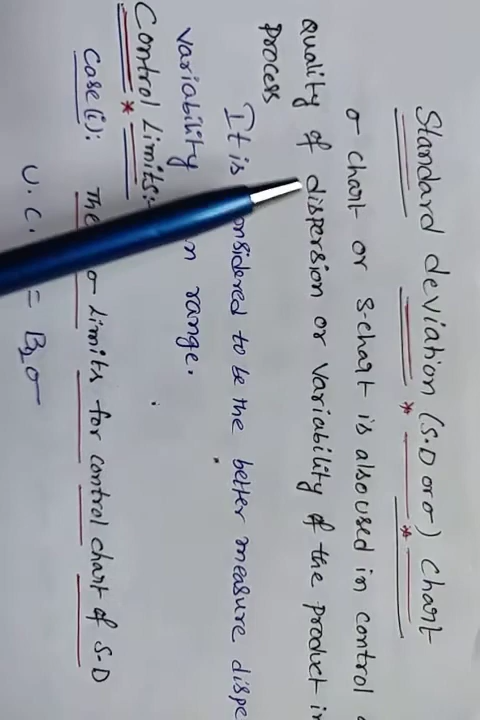 Standard deviation (S.D or σ) chart
σ chart or S-chart is also used in control
quality of dispersion or variability of the product in
process
It is considered to be the better measure dispe
variability n range.
Control Limits:
Case(i): The limits for control chart of S-D
U.C. = B₂σ